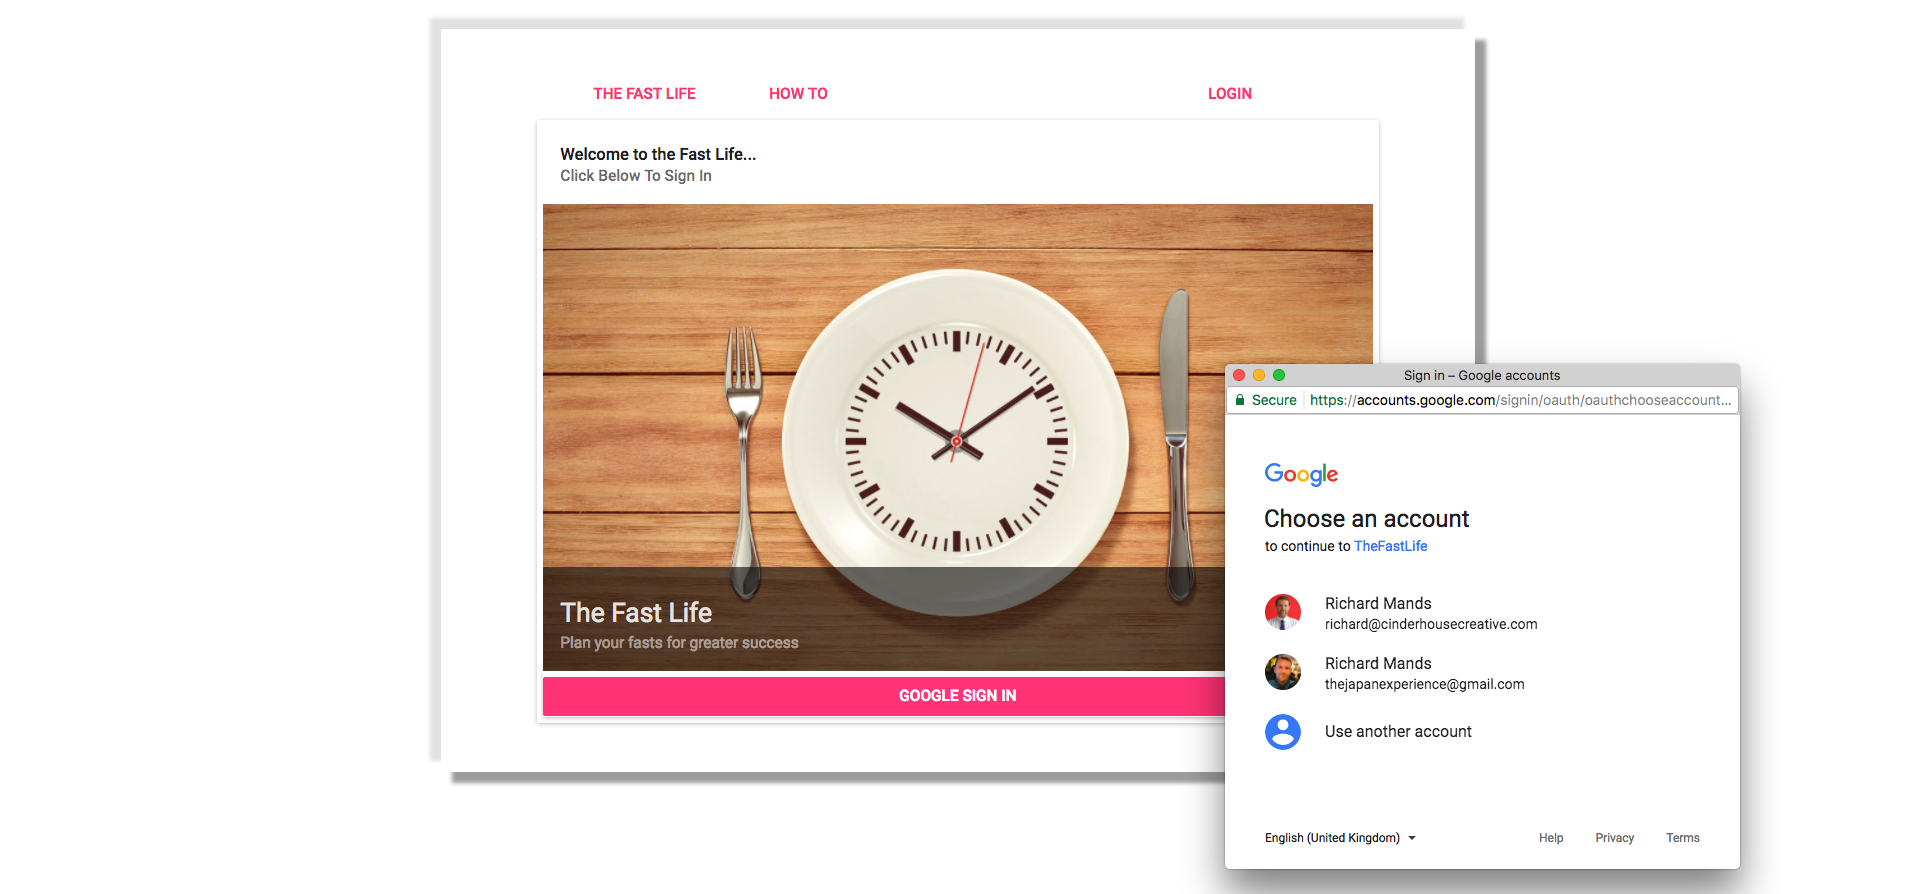 THE FAST LIFE HOW TO LOGIN
Welcome to the Fast Life...
Click Below To Sign In
The Fast Life
Plan your fasts for greater success
GOOGLE SIGN IN
Sign in – Google accounts
Secure https://accounts.google.com/signin/oauth/oauthchooseaccount...
Google
Choose an account
to continue to TheFastLife
Richard Mands
richard@cinderhousecreative.com
Richard Mands
thejapanexperience@gmail.com
Use another account
English (United Kingdom) Help Privacy Terms